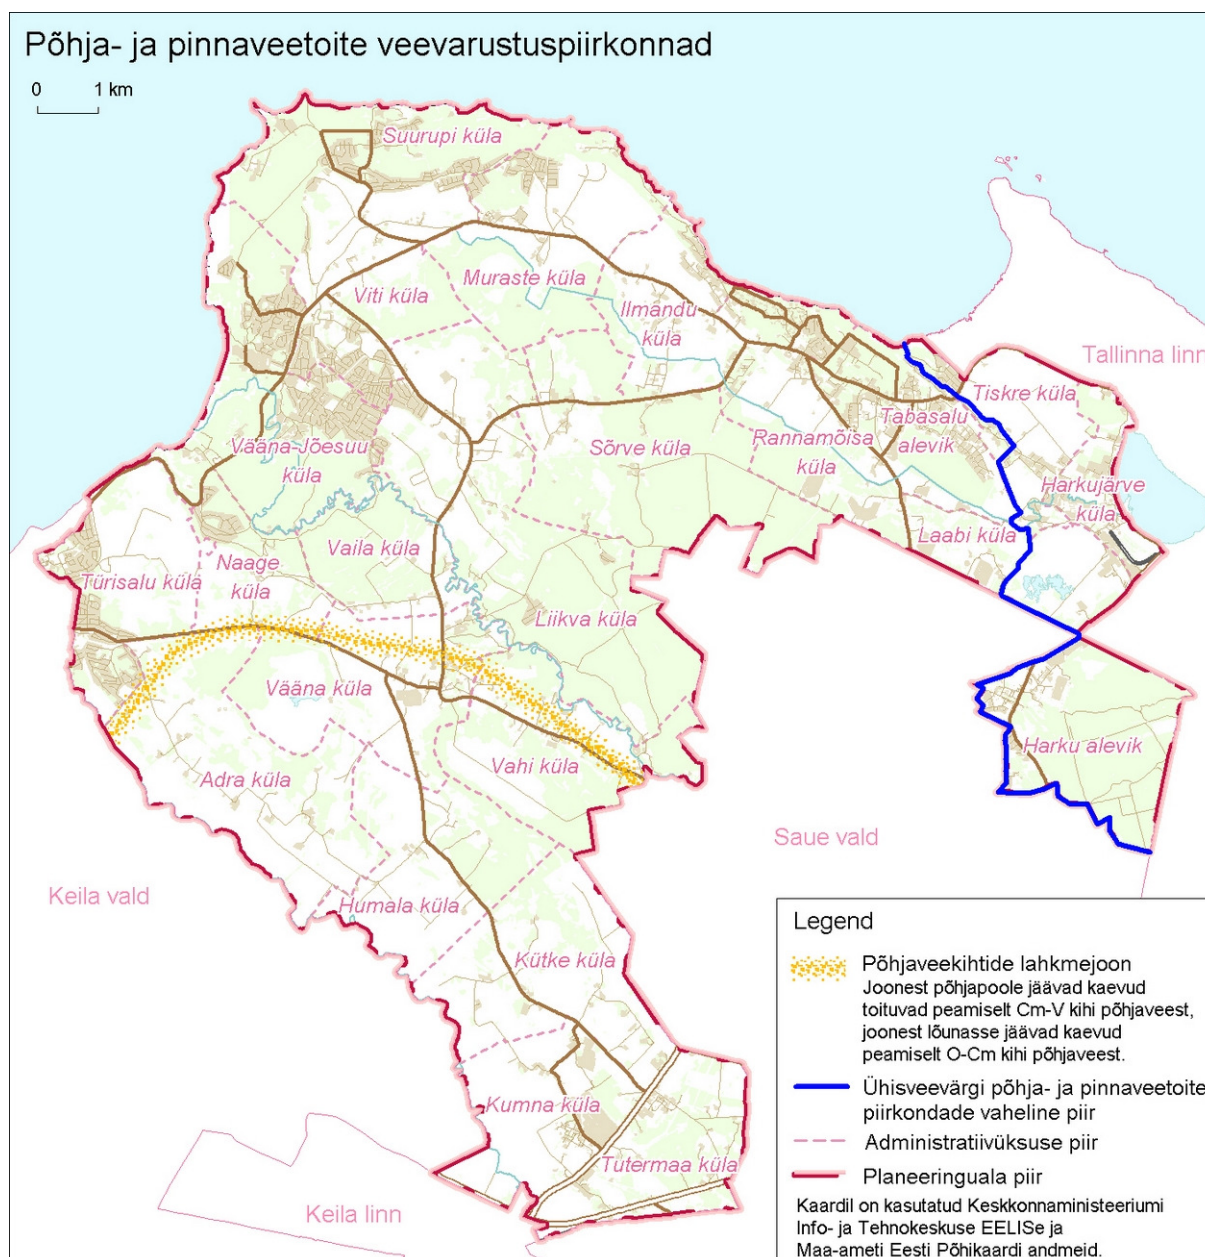 Põhja- ja pinnaveetoite veevarustuspiirkonnad
0 1 km
Suurupi küla
Viti küla
Muraste küla
Ilmandu
küla
Tallinna linn
Tiskre küla
Tabasalu
alevik
Rannamõisa
küla
Sõrve küla
Vääna-Jõesuu
küla
Harkujärve
küla
Laabi küla
Vaila küla
Naage
küla
Türisalu küla
Liikva küla
Vääna küla
Harku alevik
Vahi küla
Adra küla
Saue vald
Keila vald
Humala küla
Kütke küla
Kumna küla
Tutermaa küla
Keila linn
Legend
Põhjaveekihtide lahkmejoon
Joonest põhjapoole jäävad kaevud
toituvad peamiselt Cm-V kihi põhjaveest,
joonest lõunasse jäävad kaevud
peamiselt O-Cm kihi põhjaveest.
Ühisveevärgi põhja- ja pinnaveetoite
piirkondade vaheline piir
Administratiivüksuse piir
Planeeringuala piir
Kaardil on kasutatud Keskkonnaministeeriumi
Info- ja Tehnokeskuse EELISe ja
Maa-ameti Eesti Põhikaardi andmeid.